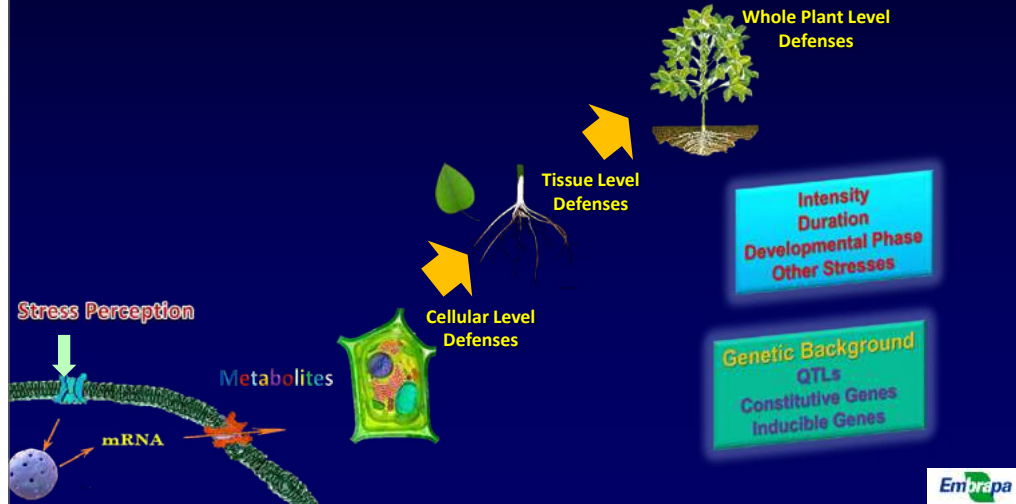 Whole Plant Level
Defenses
Tissue Level
Defenses
Intensity
Duration
Developmental Phase
Other Stresses
Stress Perception
Cellular Level
Defenses
Metabolites
mRNA
Genetic Background
QTLs
Constitutive Genes
Inducible Genes
Embrapa